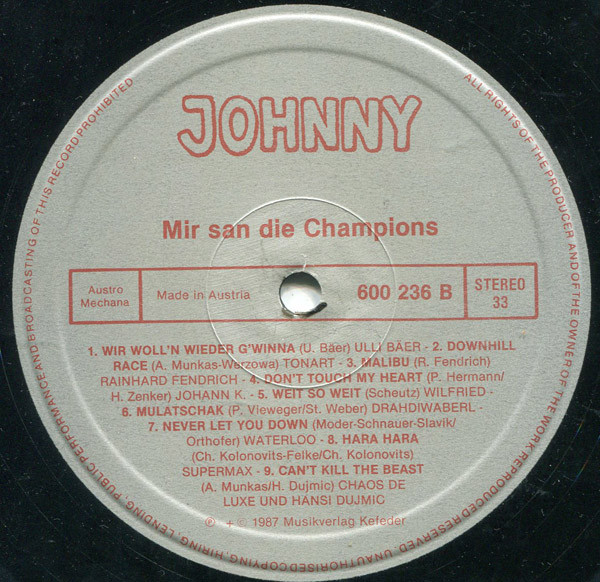 JOHNNY
Mir san die Champions
Austro
Mechana
Made in Austria
600 236 B
STEREO
33
1. WIR WOLL'N WIEDER G'WINNA (U. Bäer) ULLI BÄER - 2. DOWNHILL
RACE (A. Munkas-Werzowa) TONART - 3. MALIBU (R. Fendrich)
RAINHARD FENDRICH - 4. DON'T TOUCH MY HEART (P. Hermann/
H. Zenker) JOHANN K. - 5. WEIT SO WEIT (Scheutz) WILFRIED -
6. MULATSCHAK (P. Vieweger/St. Weber) DRAHDIWABERL -
7. NEVER LET YOU DOWN (Moder-Schnauer-Slavik/
Orthofer) WATERLOO - 8. HARA HARA
(Ch. Kolonovits-Feike/Ch. Kolonovits)
SUPERMAX - 9. CAN'T KILL THE BEAST
(A. Munkas/H. Dujmic) CHAOS DE
LUXE UND HANSI DUJMIC
℗ + © 1987 Musikverlag Kefeder
ALL RIGHTS OF THE PRODUCER AND OF THE OWNER OF THE WORK REPRODUCED RESERVED. UNAUTHORISED COPYING, HIRING, LENDING, PUBLIC PERFORMANCE AND BROADCASTING OF THIS RECORD PROHIBITED